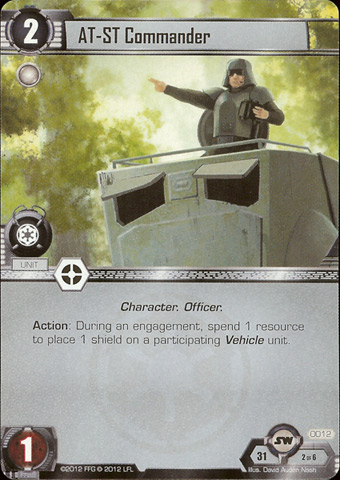 2
AT-ST Commander
UNIT
Character. Officer.
Action: During an engagement, spend 1 resource
to place 1 shield on a participating Vehicle unit.
1
SW
0012
31
2 of 6
©2012 FFG © 2012 LFL
Illus. David Auden Nash